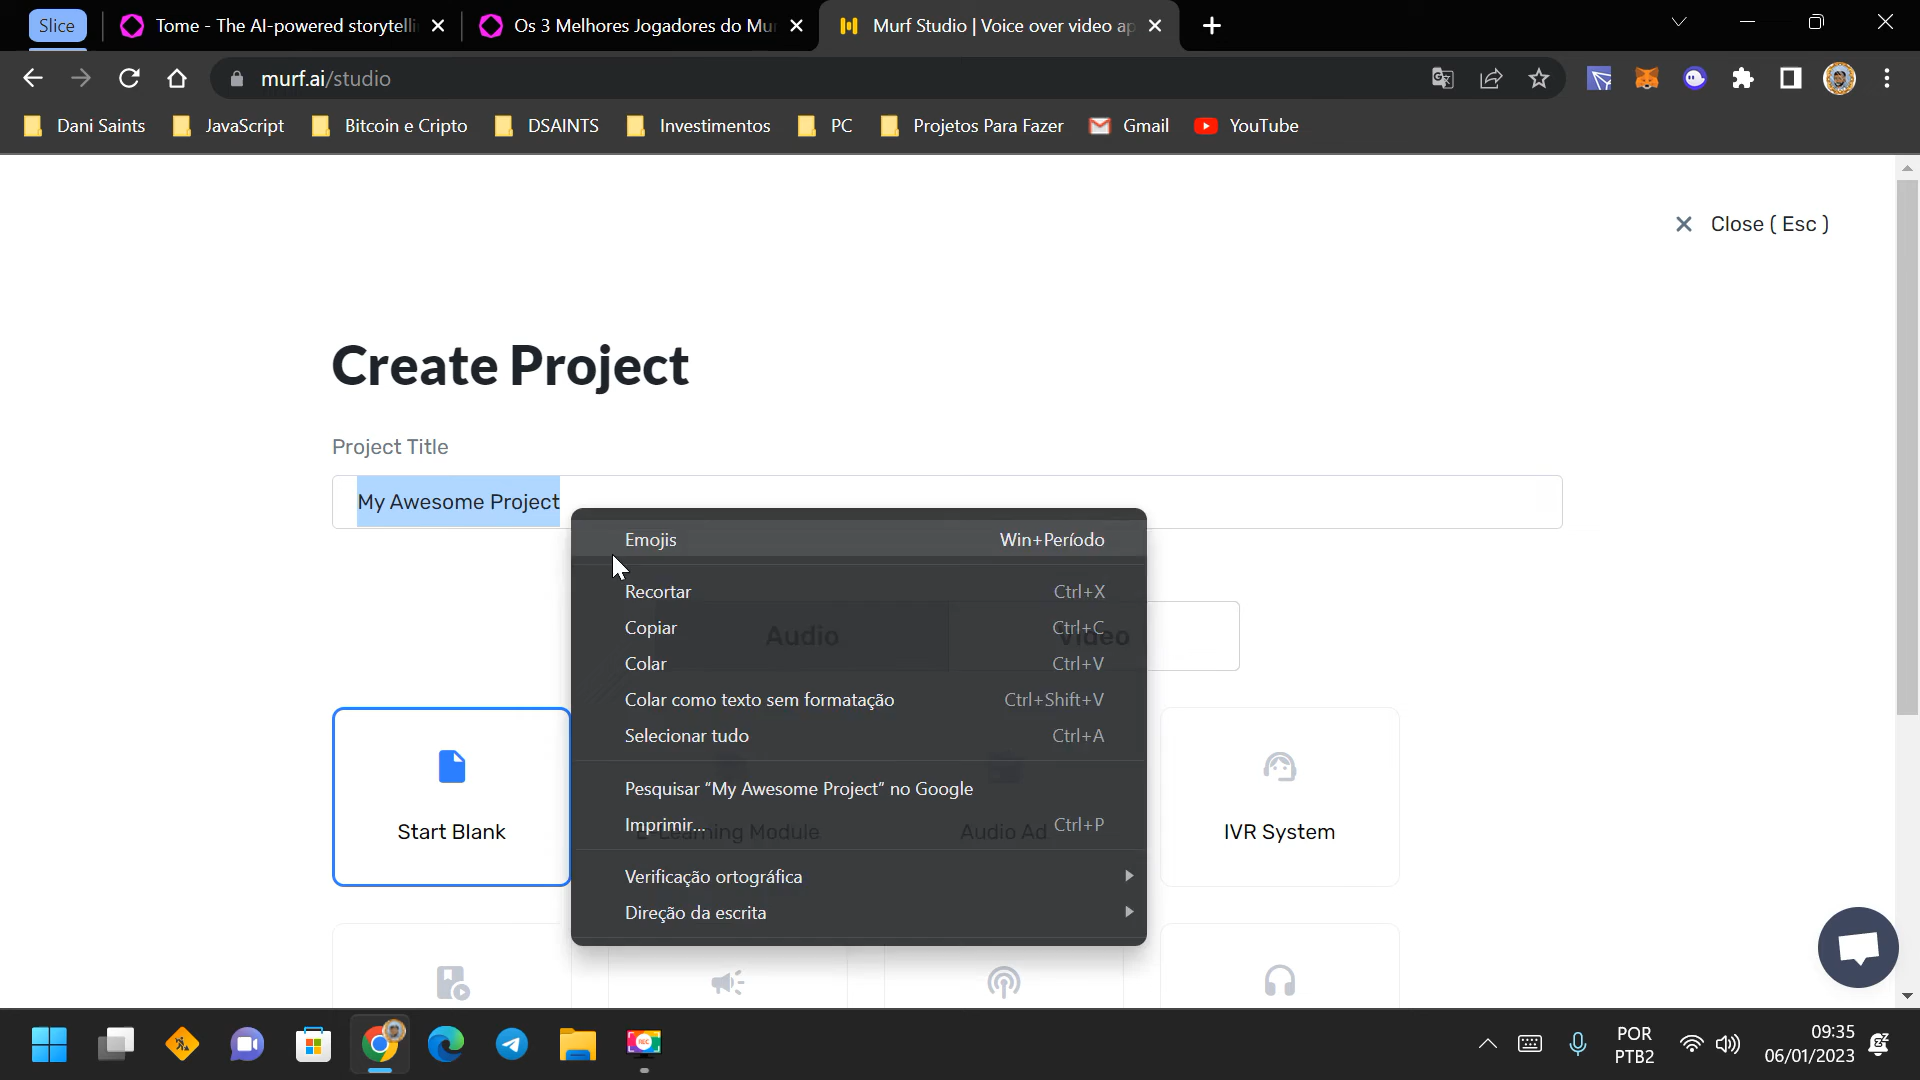 Slice
Tome - The AI-powered storytelli
Os 3 Melhores Jogadores do Mu
Murf Studio | Voice over video ap
murf.ai/studio
Dani Saints
JavaScript
Bitcoin e Cripto
DSAINTS
Investimentos
PC
Projetos Para Fazer
Gmail
YouTube
Close ( Esc )
Create Project
Project Title
My Awesome Project
Emojis Win+Período
Recortar Ctrl+X
Copiar Ctrl+C
Colar Ctrl+V
Colar como texto sem formatação Ctrl+Shift+V
Selecionar tudo Ctrl+A
Pesquisar “My Awesome Project” no Google
Imprimir... Ctrl+P
Verificação ortográfica
Direção da escrita
Audio
Video
Start Blank
E-Learning Module
Audio Ad
IVR System
POR
PTB2
09:35
06/01/2023